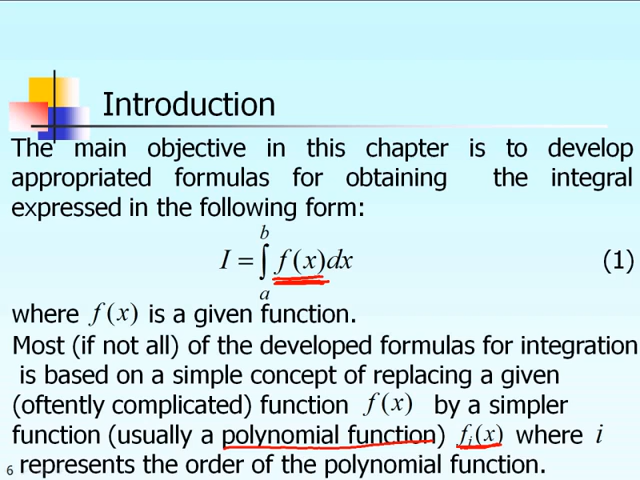 Introduction
The main objective in this chapter is to develop
appropriated formulas for obtaining the integral
expressed in the following form:
I = ∫_a^b f(x)dx (1)
where f(x) is a given function.
Most (if not all) of the developed formulas for integration
is based on a simple concept of replacing a given
(oftently complicated) function f(x) by a simpler
function (usually a polynomial function) f_i(x) where i
represents the order of the polynomial function.
6